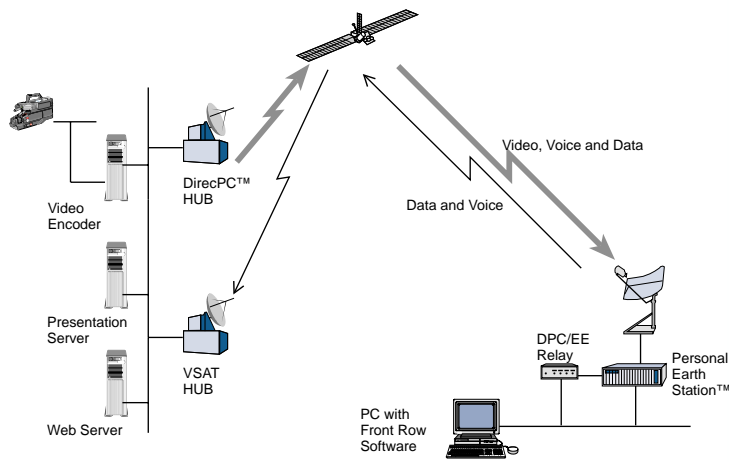 Video, Voice and Data
DirecPC™
HUB
Video
Encoder
Data and Voice
Presentation
Server
VSAT
HUB
DPC/EE
Relay
Personal
Earth
Station™
PC with
Front Row
Software
Web Server